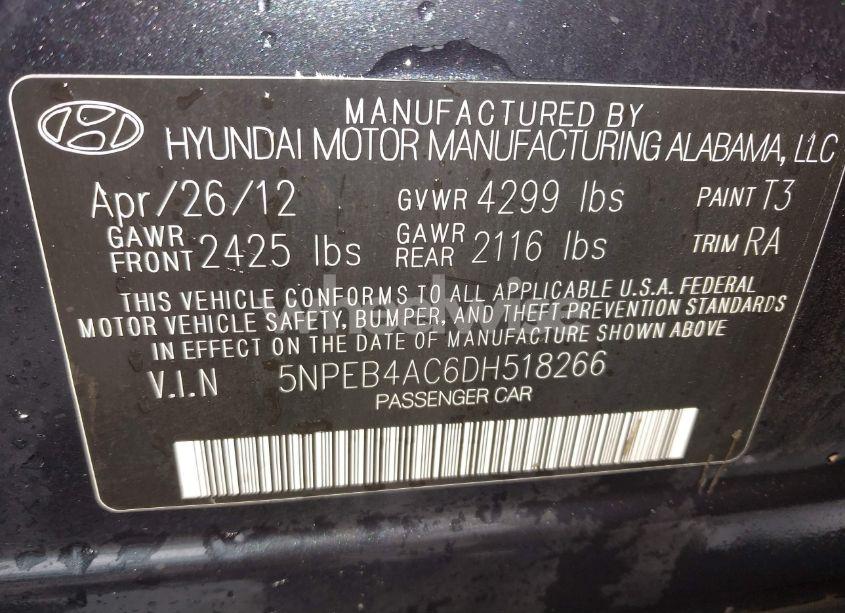 MANUFACTURED BY
HYUNDAI MOTOR MANUFACTURING ALABAMA, LLC
Apr/26/12 GVWR 4299 lbs PAINT T3
GAWR FRONT 2425 lbs GAWR REAR 2116 lbs TRIM RA
THIS VEHICLE CONFORMS TO ALL APPLICABLE U.S.A. FEDERAL
MOTOR VEHICLE SAFETY, BUMPER, AND THEFT PREVENTION STANDARDS
IN EFFECT ON THE DATE OF MANUFACTURE SHOWN ABOVE
V.I.N 5NPEB4AC6DH518266
PASSENGER CAR